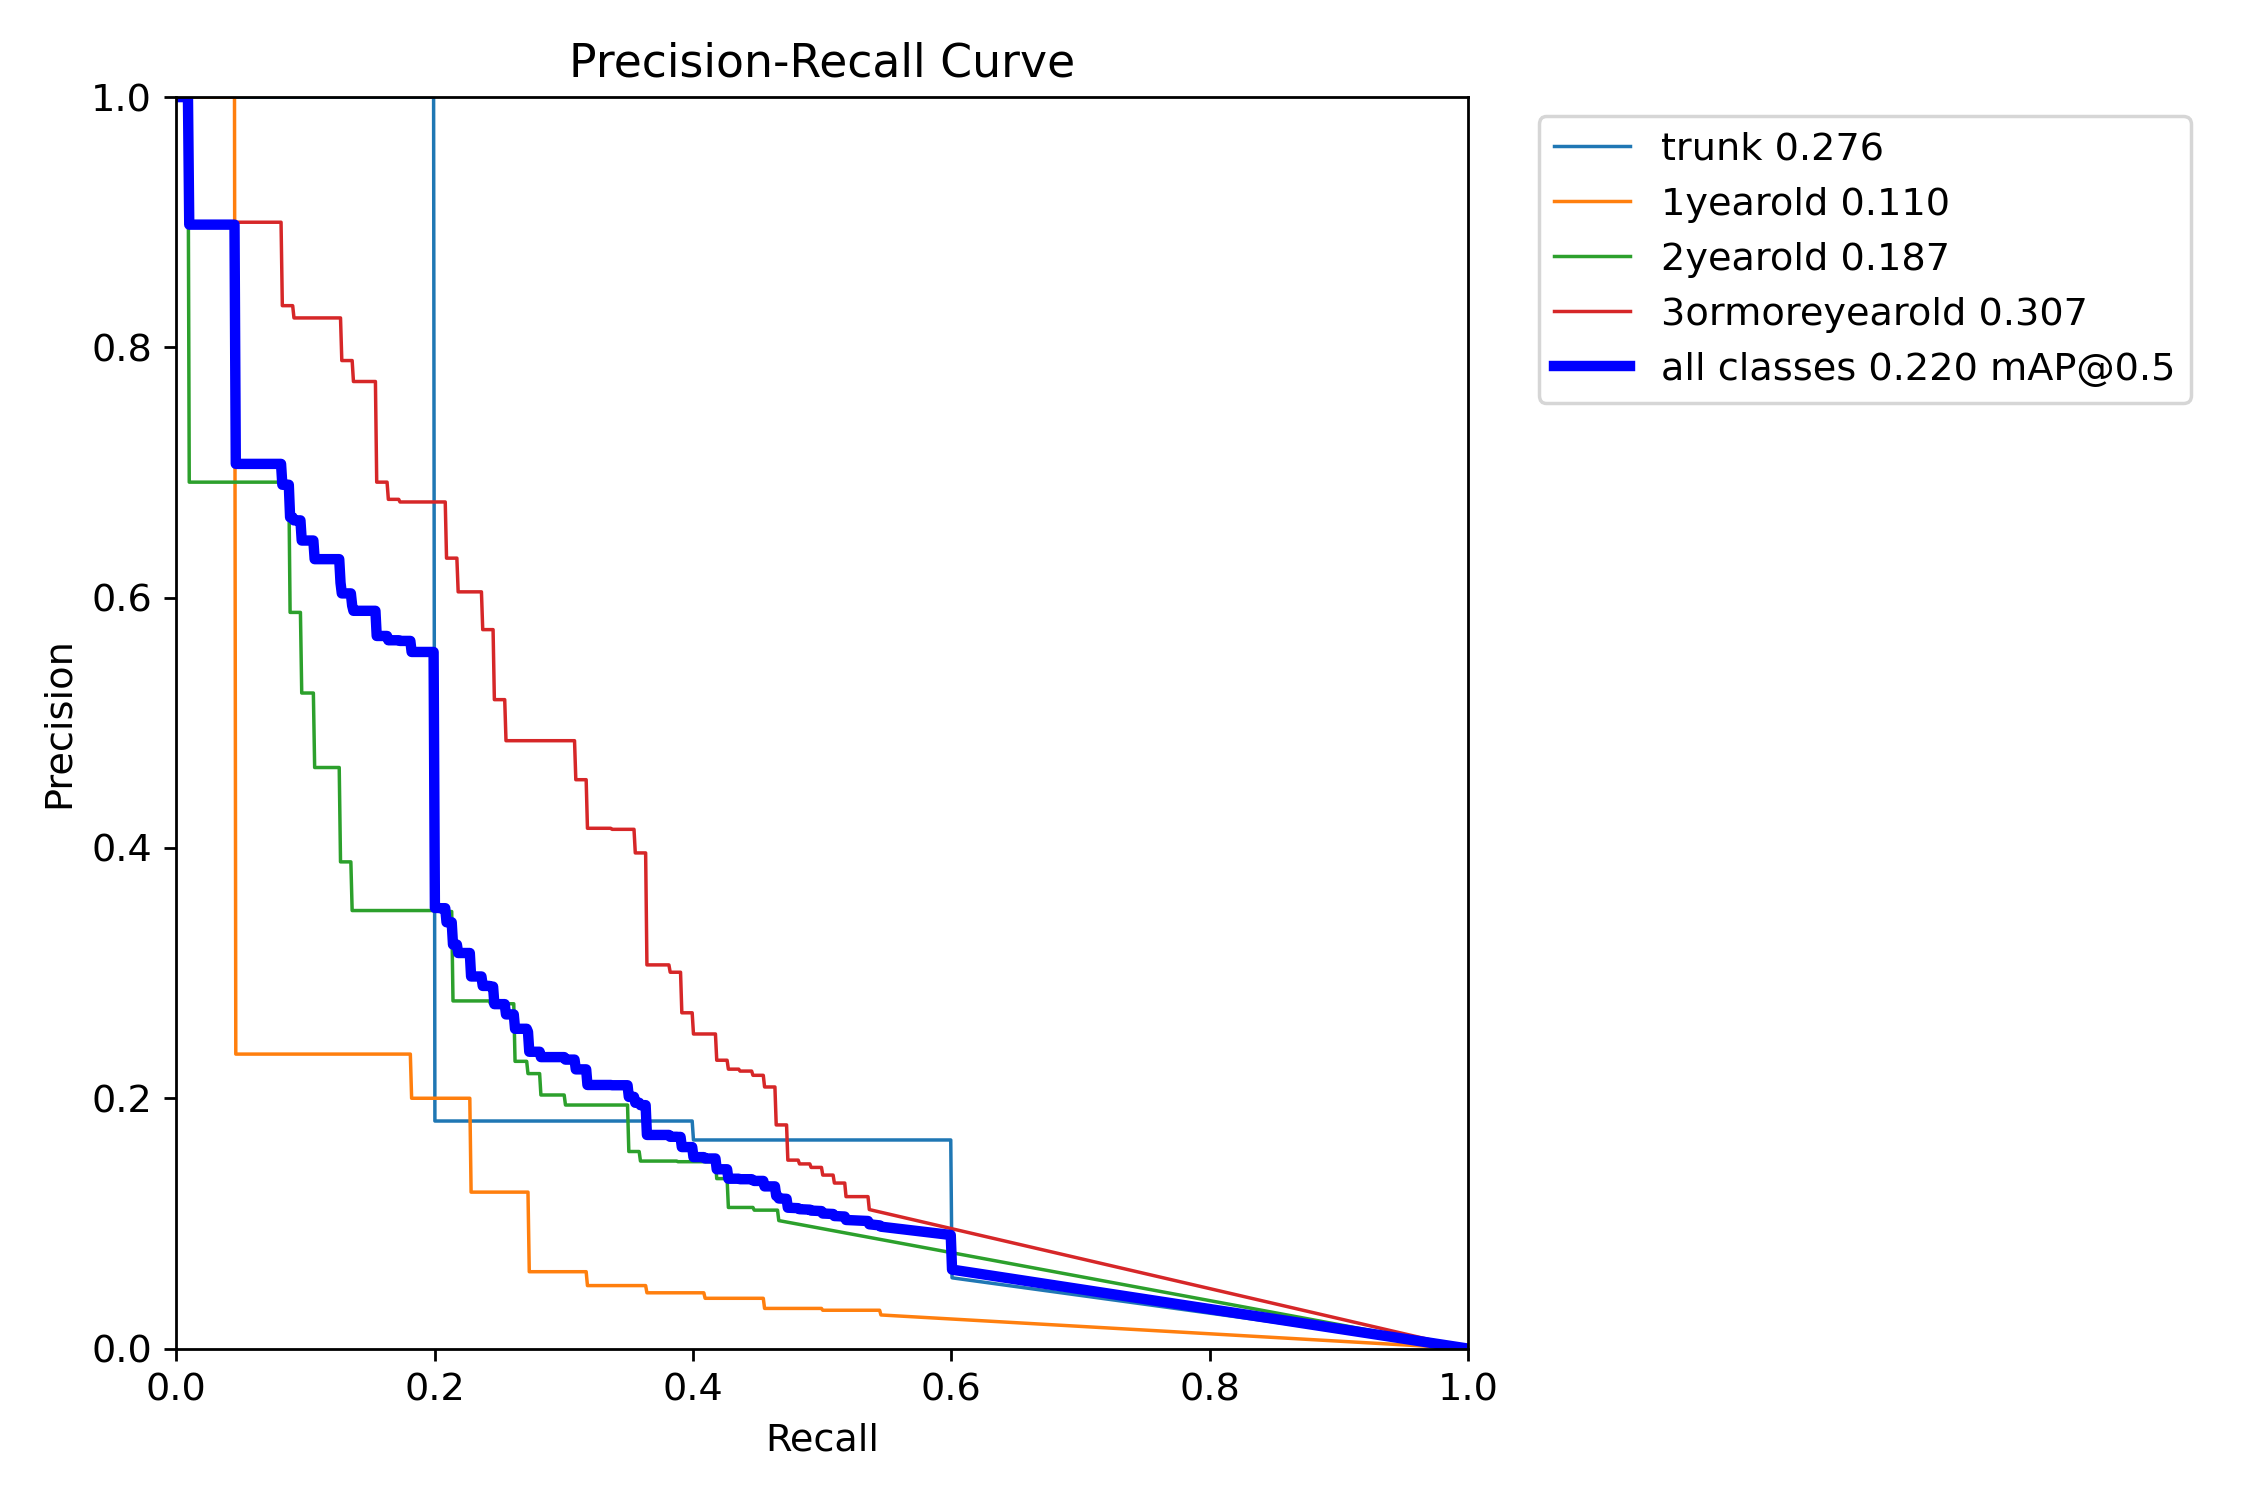 Precision-Recall Curve
1.0
0.8
0.6
0.4
0.2
0.0
Precision
0.0 0.2 0.4 0.6 0.8 1.0
Recall
trunk 0.276
1yearold 0.110
2yearold 0.187
3ormoreyearold 0.307
all classes 0.220 mAP@0.5